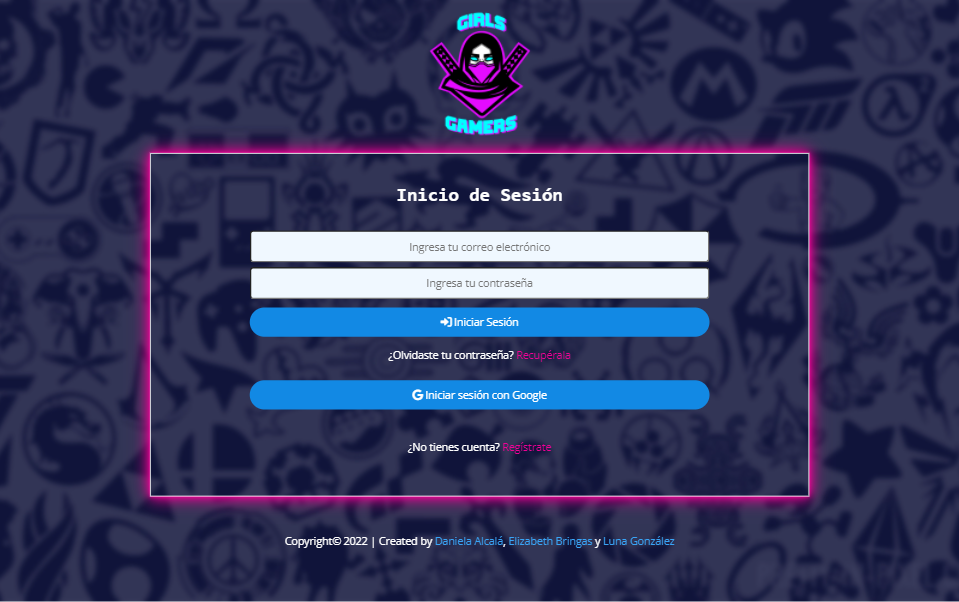 GIRLS
GAMERS
Inicio de Sesión
Ingresa tu correo electrónico
Ingresa tu contraseña
Iniciar Sesión
¿Olvidaste tu contraseña? Recupérala
Iniciar sesión con Google
¿No tienes cuenta? Regístrate
Copyright© 2022 | Created by Daniela Alcalá, Elizabeth Bringas y Luna González